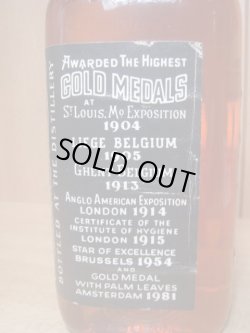 AWARDED THE HIGHEST
GOLD MEDALS
AT
ST LOUIS, MO EXPOSITION
1904
LIEGE BELGIUM
1905
GHENT BELGIUM
1913
ANGLO AMERICAN EXPOSITION
LONDON 1914
CERTIFICATE OF THE
INSTITUTE OF HYGIENE
LONDON 1915
STAR OF EXCELLENCE
BRUSSELS 1954
AND
GOLD MEDAL
WITH PALM LEAVES
AMSTERDAM 1981
BOTTLED AT THE DISTILLERY
SOLD OUT